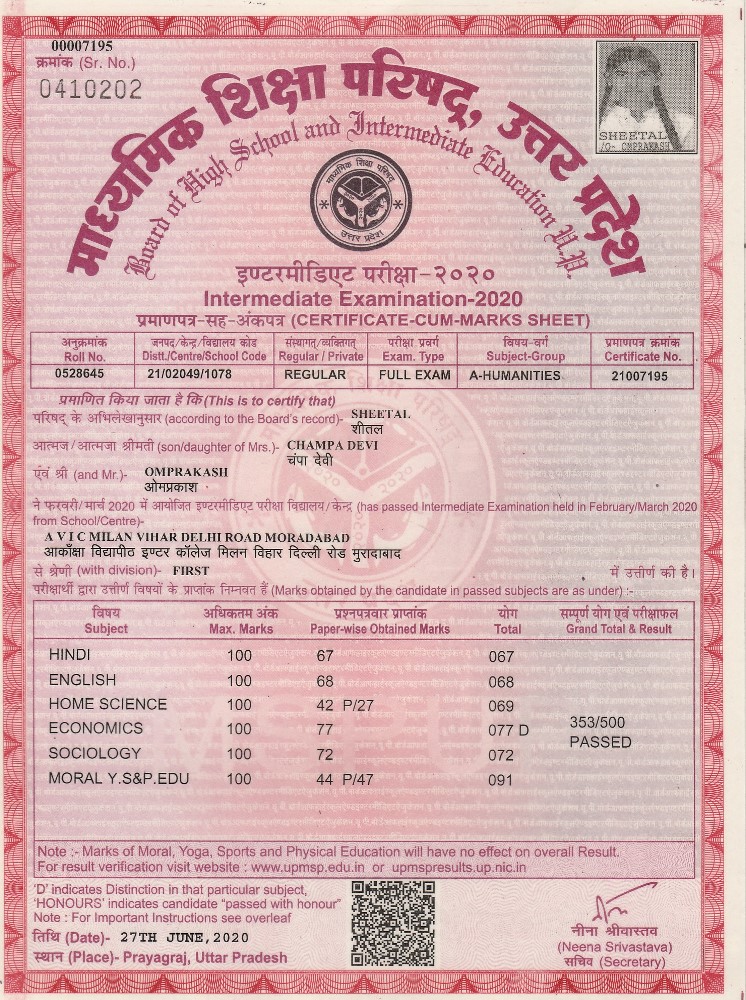 00007195
क्रमांक (Sr. No.)
0410202
माध्यमिक शिक्षा परिषद्, उत्तर प्रदेश
Board of High School and Intermediate Education U.P.
SHEETAL
/O- OMPRAKASH
माध्यमिक शिक्षा परिषद
उत्तर प्रदेश
इण्टरमीडिएट परीक्षा-२०२०
Intermediate Examination-2020
प्रमाणपत्र-सह-अंकपत्र (CERTIFICATE-CUM-MARKS SHEET)
अनुक्रमांक जनपद/केन्द्र/विद्यालय कोड संस्थागत/व्यक्तिगत परीक्षा प्रवर्ग विषय-वर्ग प्रमाणपत्र क्रमांक
Roll No. Distt./Centre/School Code Regular / Private Exam. Type Subject-Group Certificate No.
0528645 21/02049/1078 REGULAR FULL EXAM A-HUMANITIES 21007195
प्रमाणित किया जाता है कि (This is to certify that)
परिषद् के अभिलेखानुसार (according to the Board's record)- SHEETAL
शीतल
आत्मज/आत्मजा श्रीमती (son/daughter of Mrs.)- CHAMPA DEVI
चंपा देवी
एंव श्री (and Mr.)- OMPRAKASH
ओमप्रकाश
ने फरवरी/मार्च 2020 में आयोजित इण्टरमीडिएट परीक्षा विद्यालय/केन्द्र (has passed Intermediate Examination held in February/March 2020
from School/Centre)-
A V I C MILAN VIHAR DELHI ROAD MORADABAD
आकाँक्षा विद्यापीठ इण्टर कॉलेज मिलन विहार दिल्ली रोड मुरादाबाद
से श्रेणी (with division)- FIRST में उत्तीर्ण की है।
परीक्षार्थी द्वारा उत्तीर्ण विषयों के प्राप्तांक निम्नवत हैं (Marks obtained by the candidate in passed subjects are as under) :-
विषय अधिकतम अंक प्रश्नपत्रवार प्राप्तांक योग सम्पूर्ण योग एवं परीक्षाफल
Subject Max. Marks Paper-wise Obtained Marks Total Grand Total & Result
HINDI 100 67 067
ENGLISH 100 68 068
HOME SCIENCE 100 42 P/27 069
ECONOMICS 100 77 077 D 353/500
PASSED
SOCIOLOGY 100 72 072
MORAL Y.S&P.EDU 100 44 P/47 091
Note :- Marks of Moral, Yoga, Sports and Physical Education will have no effect on overall Result.
For result verification visit website : www.upmsp.edu.in or upmspresults.up.nic.in
'D' indicates Distinction in that particular subject,
'HONOURS' indicates candidate "passed with honour"
Note : For Important Instructions see overleaf
तिथि (Date)- 27TH JUNE,2020
स्थान (Place)- Prayagraj, Uttar Pradesh
नीना श्रीवास्तव
(Neena Srivastava)
सचिव (Secretary)